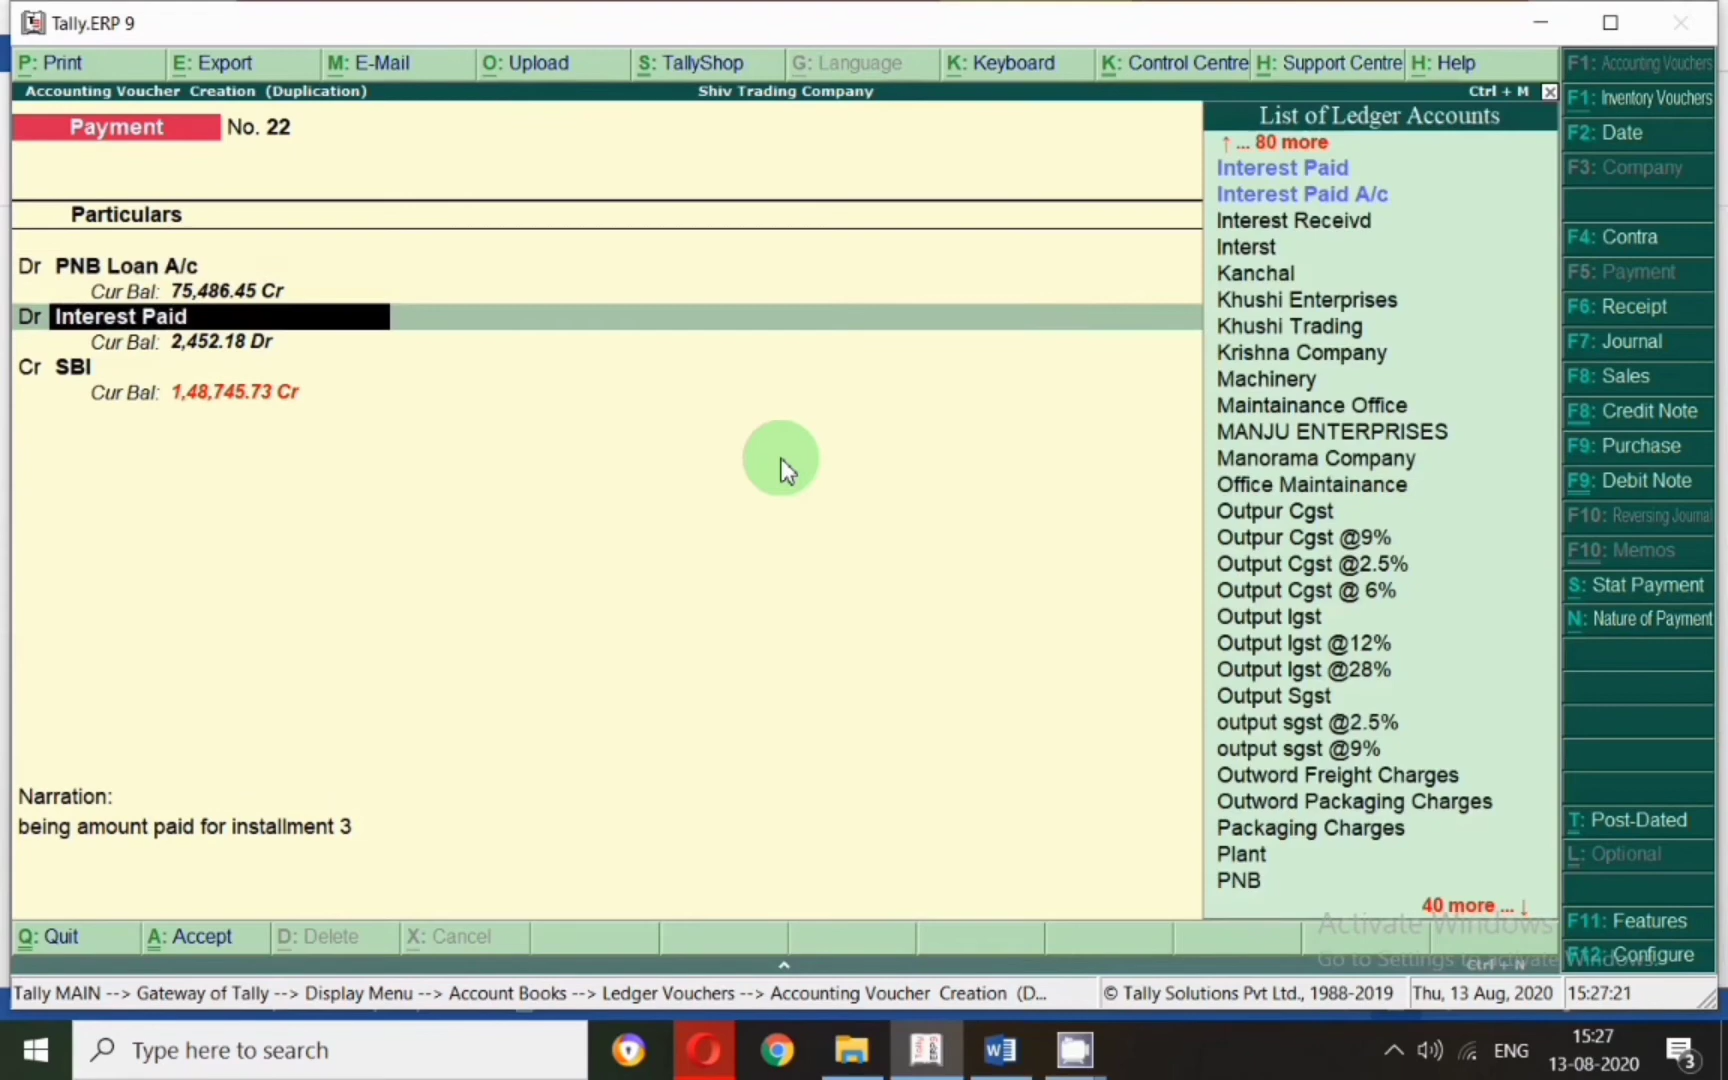 Tally.ERP 9
P: Print E: Export M: E-Mail O: Upload S: TallyShop G: Language K: Keyboard K: Control Centre H: Support Centre H: Help
Accounting Voucher Creation (Duplication) Shiv Trading Company Ctrl + M
Payment No. 22
Particulars
Dr PNB Loan A/c
Cur Bal: 75,486.45 Cr
Dr Interest Paid
Cur Bal: 2,452.18 Dr
Cr SBI
Cur Bal: 1,48,745.73 Cr
Narration:
being amount paid for installment 3
List of Ledger Accounts
↑ ... 80 more
Interest Paid
Interest Paid A/c
Interest Receivd
Interst
Kanchal
Khushi Enterprises
Khushi Trading
Krishna Company
Machinery
Maintainance Office
MANJU ENTERPRISES
Manorama Company
Office Maintainance
Outpur Cgst
Outpur Cgst @9%
Output Cgst @2.5%
Output Cgst @ 6%
Output Igst
Output Igst @12%
Output Igst @28%
Output Sgst
output sgst @2.5%
output sgst @9%
Outword Freight Charges
Outword Packaging Charges
Packaging Charges
Plant
PNB
40 more ... ↓
F1: Accounting Vouchers
F1: Inventory Vouchers
F2: Date
F3: Company
F4: Contra
F5: Payment
F6: Receipt
F7: Journal
F8: Sales
F8: Credit Note
F9: Purchase
F9: Debit Note
F10: Reversing Journal
F10: Memos
S: Stat Payment
N: Nature of Payment
T: Post-Dated
L: Optional
F11: Features
F12: Configure
Activate Windows
Go to Settings to activate Windows.
Q: Quit A: Accept D: Delete X: Cancel
Ctrl + N
Tally MAIN --> Gateway of Tally --> Display Menu --> Account Books --> Ledger Vouchers --> Accounting Voucher Creation (D... © Tally Solutions Pvt Ltd., 1988-2019 Thu, 13 Aug, 2020 15:27:21
Type here to search
Tally ERP9
W
ENG
15:27
13-08-2020
3